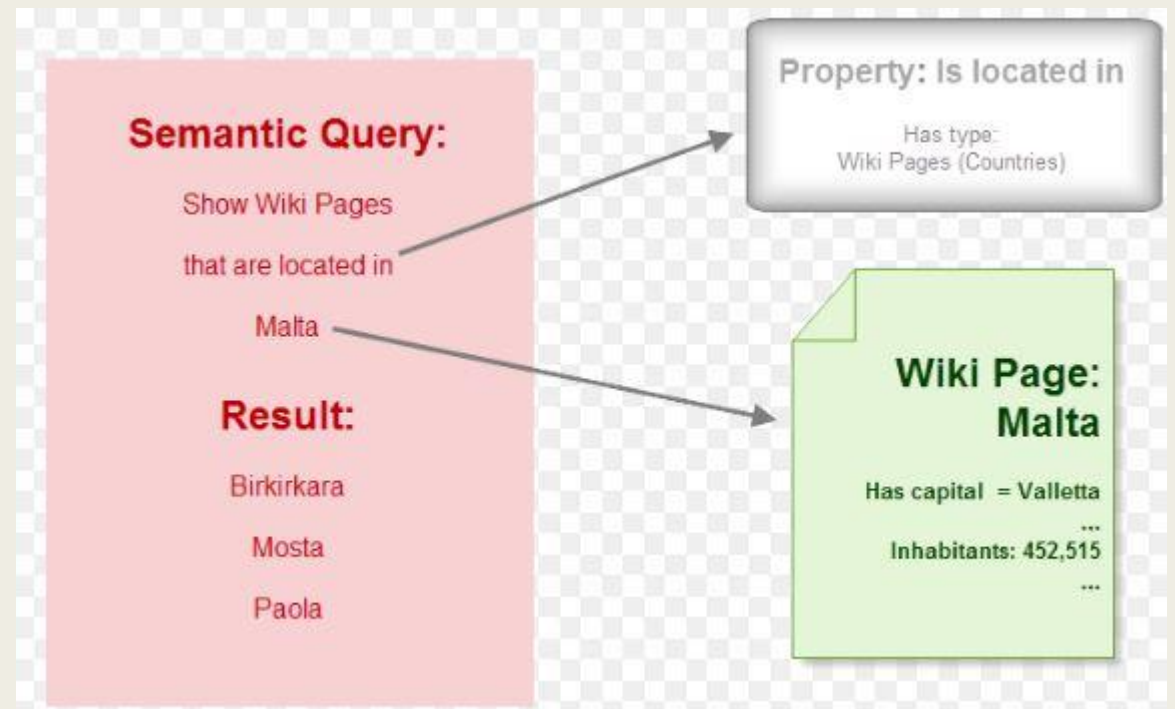 Semantic Query:
Show Wiki Pages
that are located in
Malta
Result:
Birkirkara
Mosta
Paola
Property: Is located in
Has type:
Wiki Pages (Countries)
Wiki Page:
Malta
Has capital = Valletta
...
Inhabitants: 452,515
...